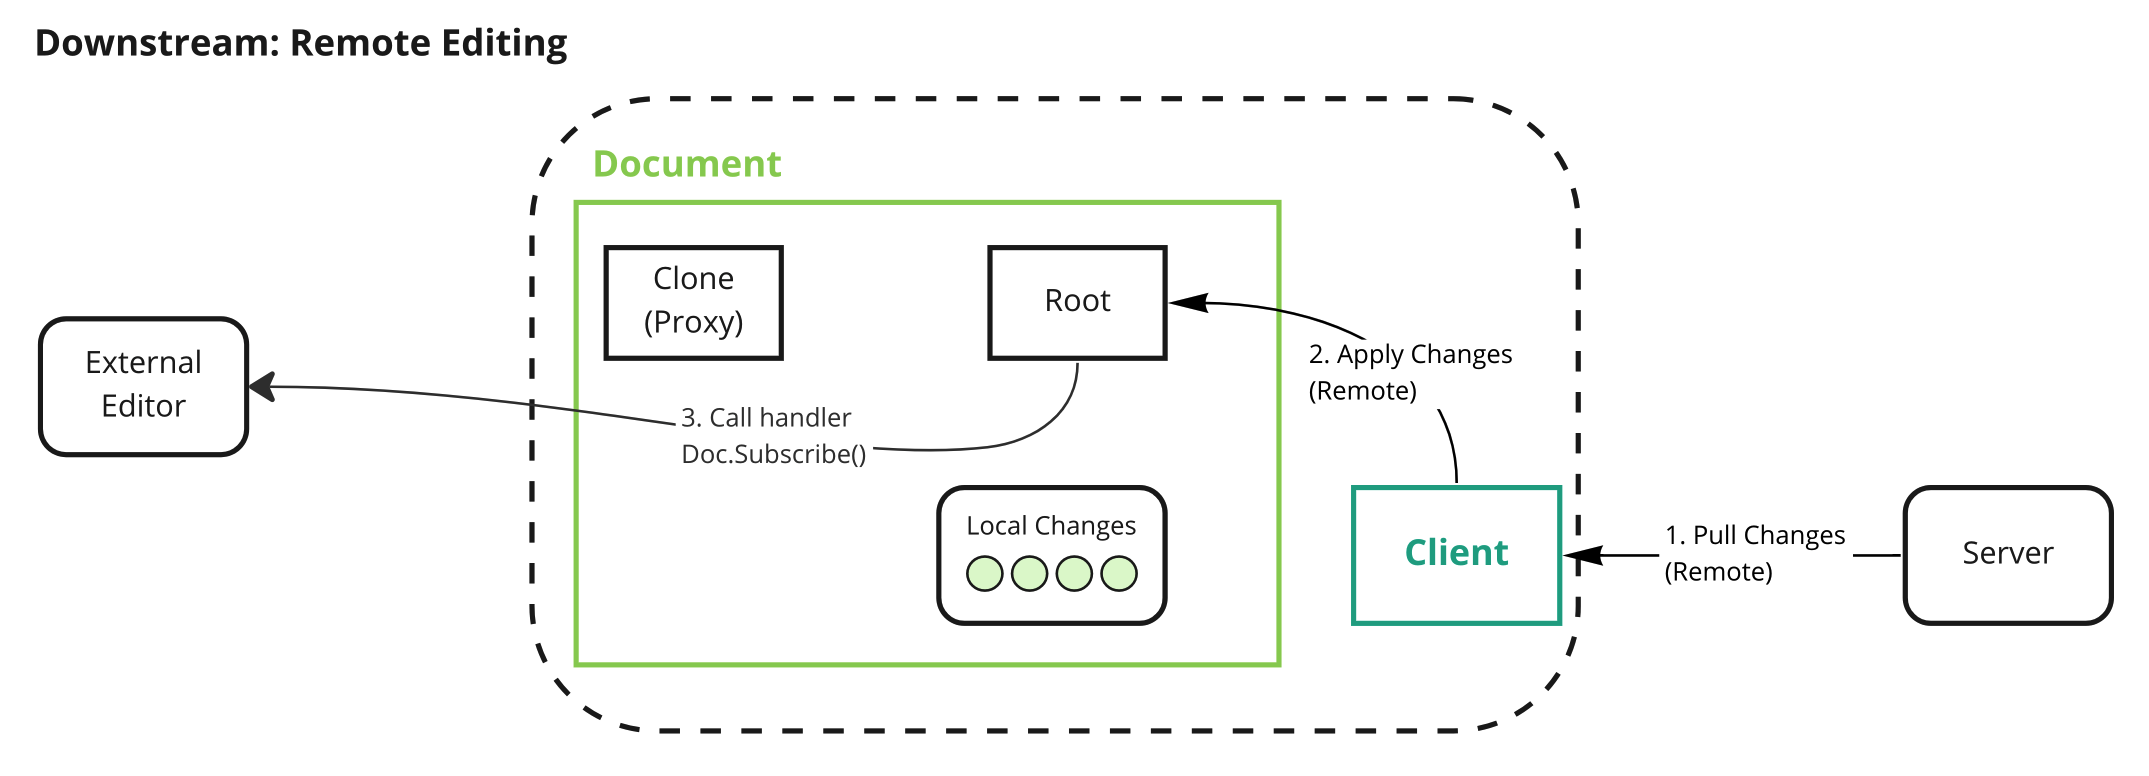 Downstream: Remote Editing
Document
Clone
(Proxy)
Root
External
Editor
2. Apply Changes
(Remote)
3. Call handler
Doc.Subscribe()
Local Changes
Client
1. Pull Changes
(Remote)
Server